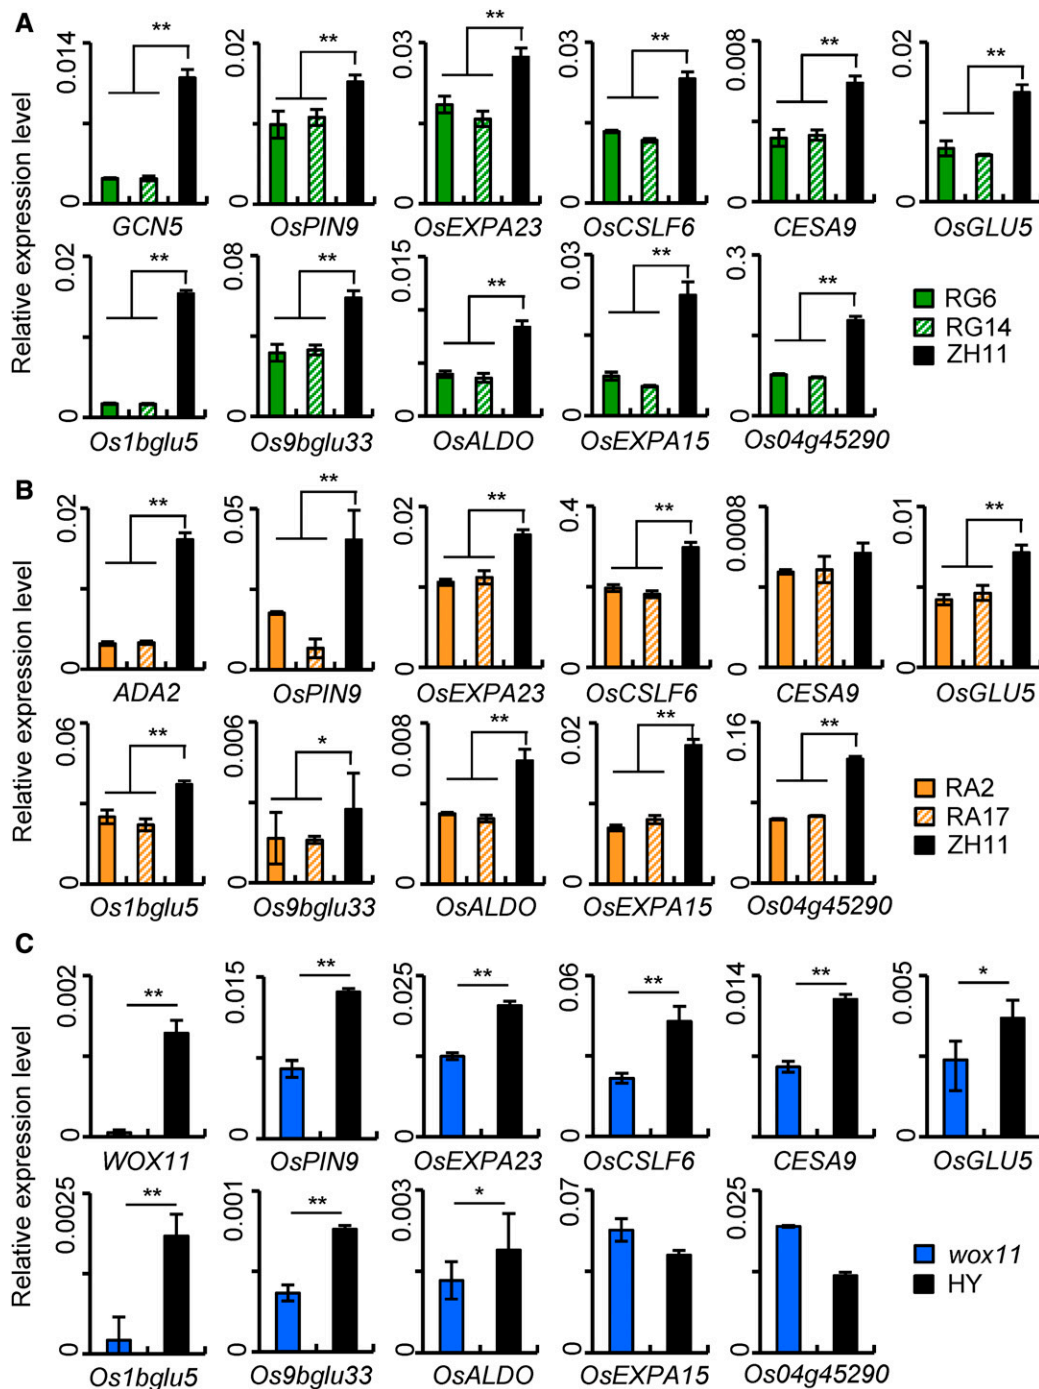 A
Relative expression level
0.014 0.02 0.03 0.03 0.008 0.02
** ** ** ** ** **
0 0 0 0 0 0
GCN5 OsPIN9 OsEXPA23 OsCSLF6 CESA9 OsGLU5
0.02 0.08 0.015 0.03 0.3
** ** ** ** **
0 0 0 0 0
Os1bglu5 Os9bglu33 OsALDO OsEXPA15 Os04g45290
RG6
RG14
ZH11
B
Relative expression level
0.02 0.05 0.02 0.4 0.0008 0.01
** ** ** ** **
0 0 0 0 0 0
ADA2 OsPIN9 OsEXPA23 OsCSLF6 CESA9 OsGLU5
0.06 0.006 0.008 0.02 0.16
** * ** ** **
0 0 0 0 0
Os1bglu5 Os9bglu33 OsALDO OsEXPA15 Os04g45290
RA2
RA17
ZH11
C
Relative expression level
0.002 0.015 0.025 0.06 0.014 0.005
** ** ** ** ** *
0 0 0 0 0 0
WOX11 OsPIN9 OsEXPA23 OsCSLF6 CESA9 OsGLU5
0.0025 0.001 0.003 0.07 0.025
** ** *
0 0 0 0 0
Os1bglu5 Os9bglu33 OsALDO OsEXPA15 Os04g45290
wox11
HY